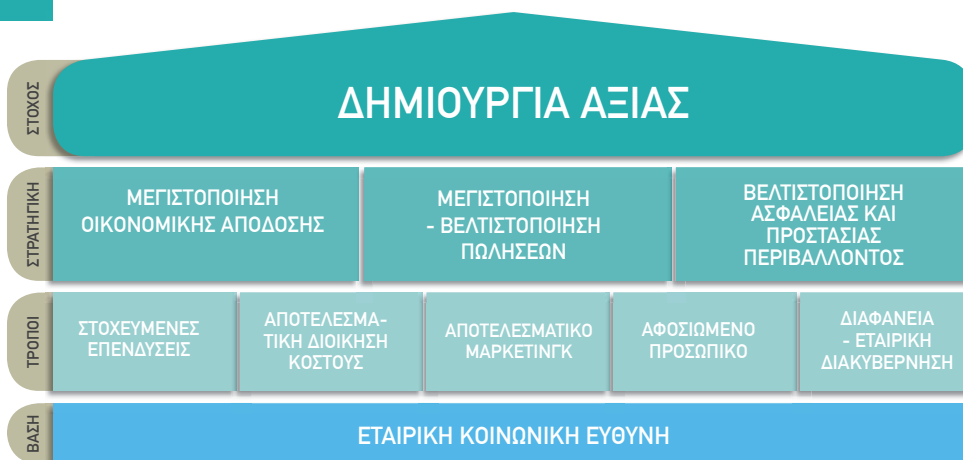 ΣΤΟΧΟΣ
ΔΗΜΙΟΥΡΓΙΑ ΑΞΙΑΣ
ΣΤΡΑΤΗΓΙΚΗ
ΜΕΓΙΣΤΟΠΟΙΗΣΗ
ΟΙΚΟΝΟΜΙΚΗΣ ΑΠΟΔΟΣΗΣ
ΜΕΓΙΣΤΟΠΟΙΗΣΗ
- ΒΕΛΤΙΣΤΟΠΟΙΗΣΗ
ΠΩΛΗΣΕΩΝ
ΒΕΛΤΙΣΤΟΠΟΙΗΣΗ
ΑΣΦΑΛΕΙΑΣ ΚΑΙ
ΠΡΟΣΤΑΣΙΑΣ
ΠΕΡΙΒΑΛΛΟΝΤΟΣ
ΤΡΟΠΟΙ
ΣΤΟΧΕΥΜΕΝΕΣ
ΕΠΕΝΔΥΣΕΙΣ
ΑΠΟΤΕΛΕΣΜΑ-
ΤΙΚΗ ΔΙΟΙΚΗΣΗ
ΚΟΣΤΟΥΣ
ΑΠΟΤΕΛΕΣΜΑΤΙΚΟ
ΜΑΡΚΕΤΙΝΓΚ
ΑΦΟΣΙΩΜΕΝΟ
ΠΡΟΣΩΠΙΚΟ
ΔΙΑΦΑΝΕΙΑ
- ΕΤΑΙΡΙΚΗ
ΔΙΑΚΥΒΕΡΝΗΣΗ
ΒΑΣΗ
ΕΤΑΙΡΙΚΗ ΚΟΙΝΩΝΙΚΗ ΕΥΘΥΝΗ